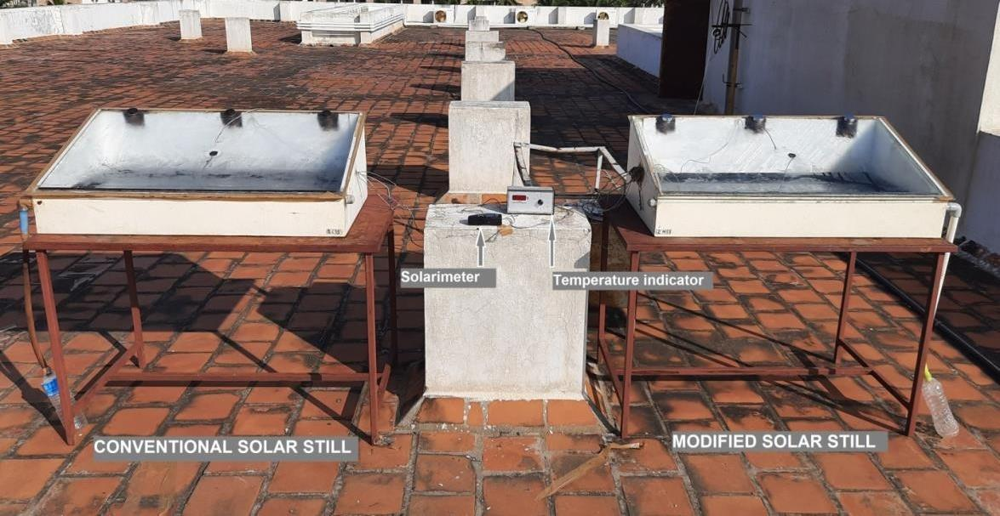 Solarimeter
Temperature indicator
CONVENTIONAL SOLAR STILL
MODIFIED SOLAR STILL